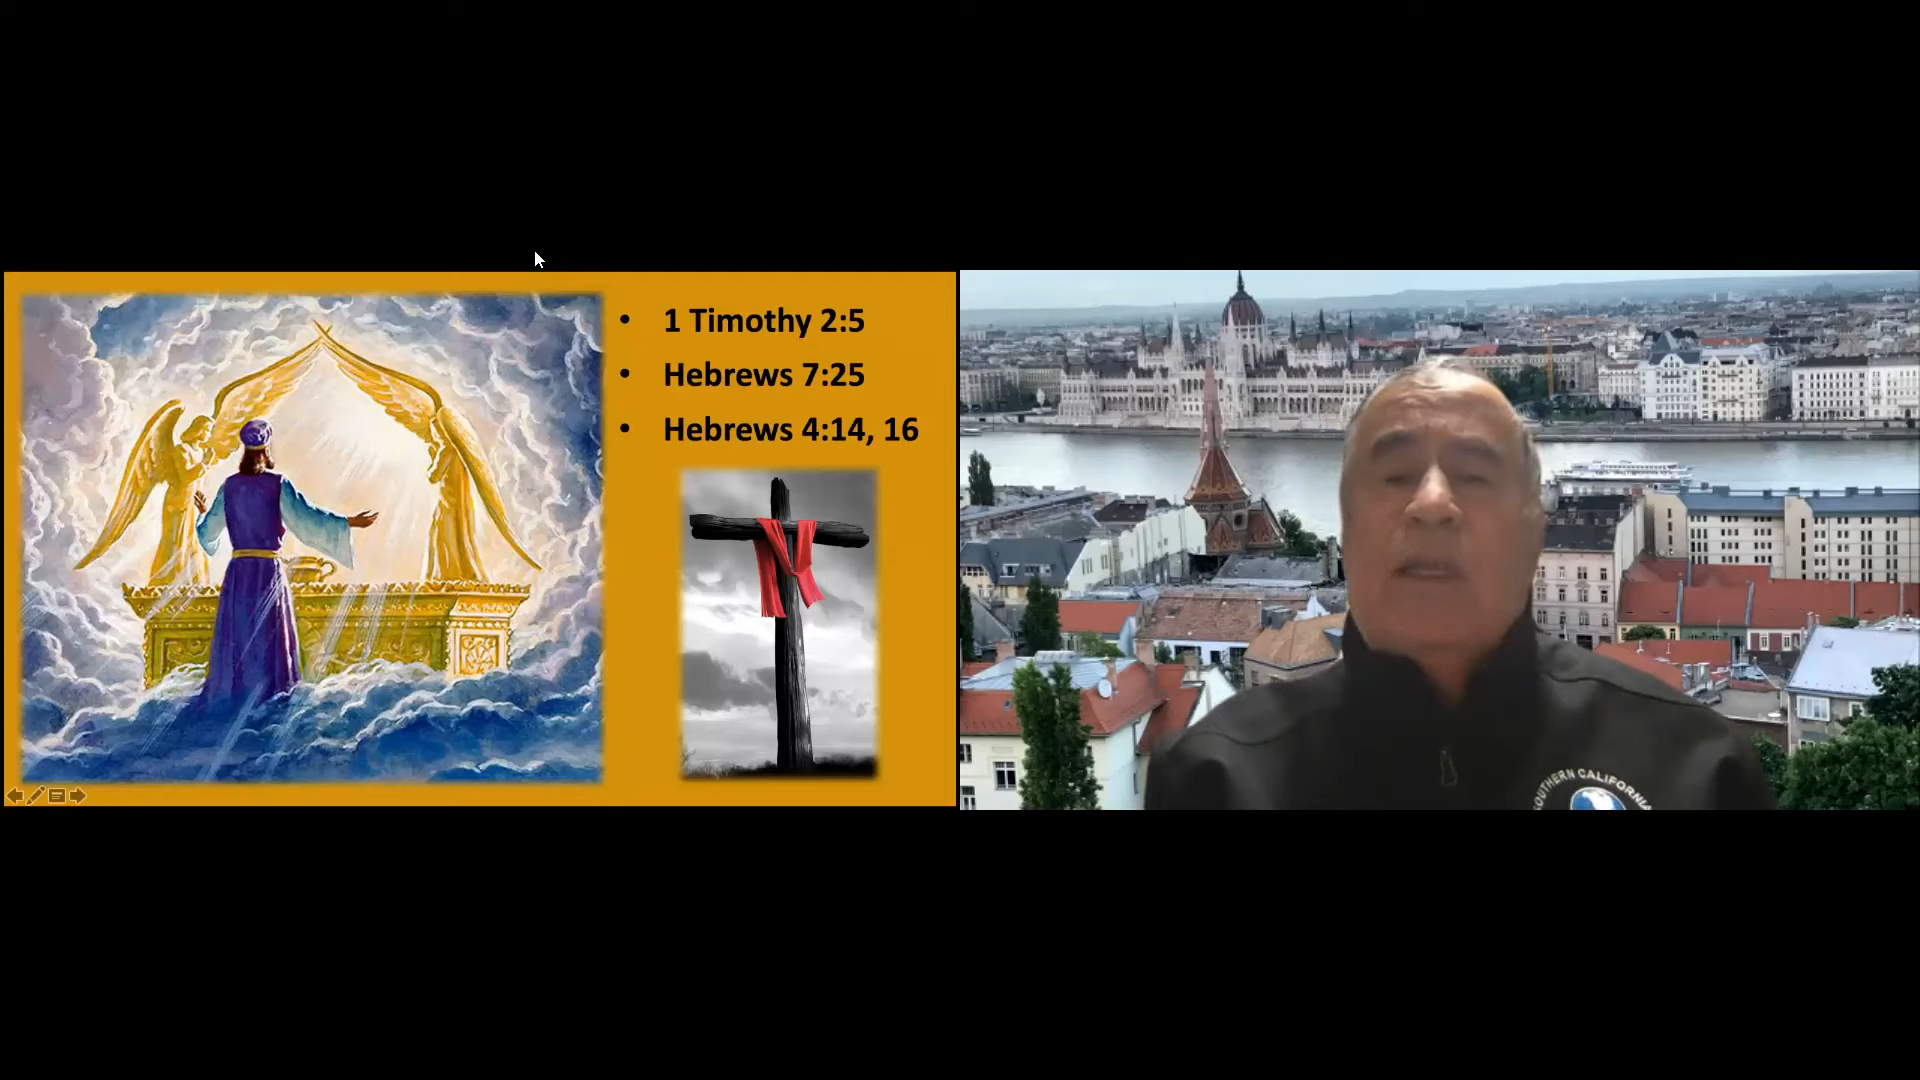 • 1 Timothy 2:5
• Hebrews 7:25
• Hebrews 4:14, 16
SOUTHERN CALIFORNIA